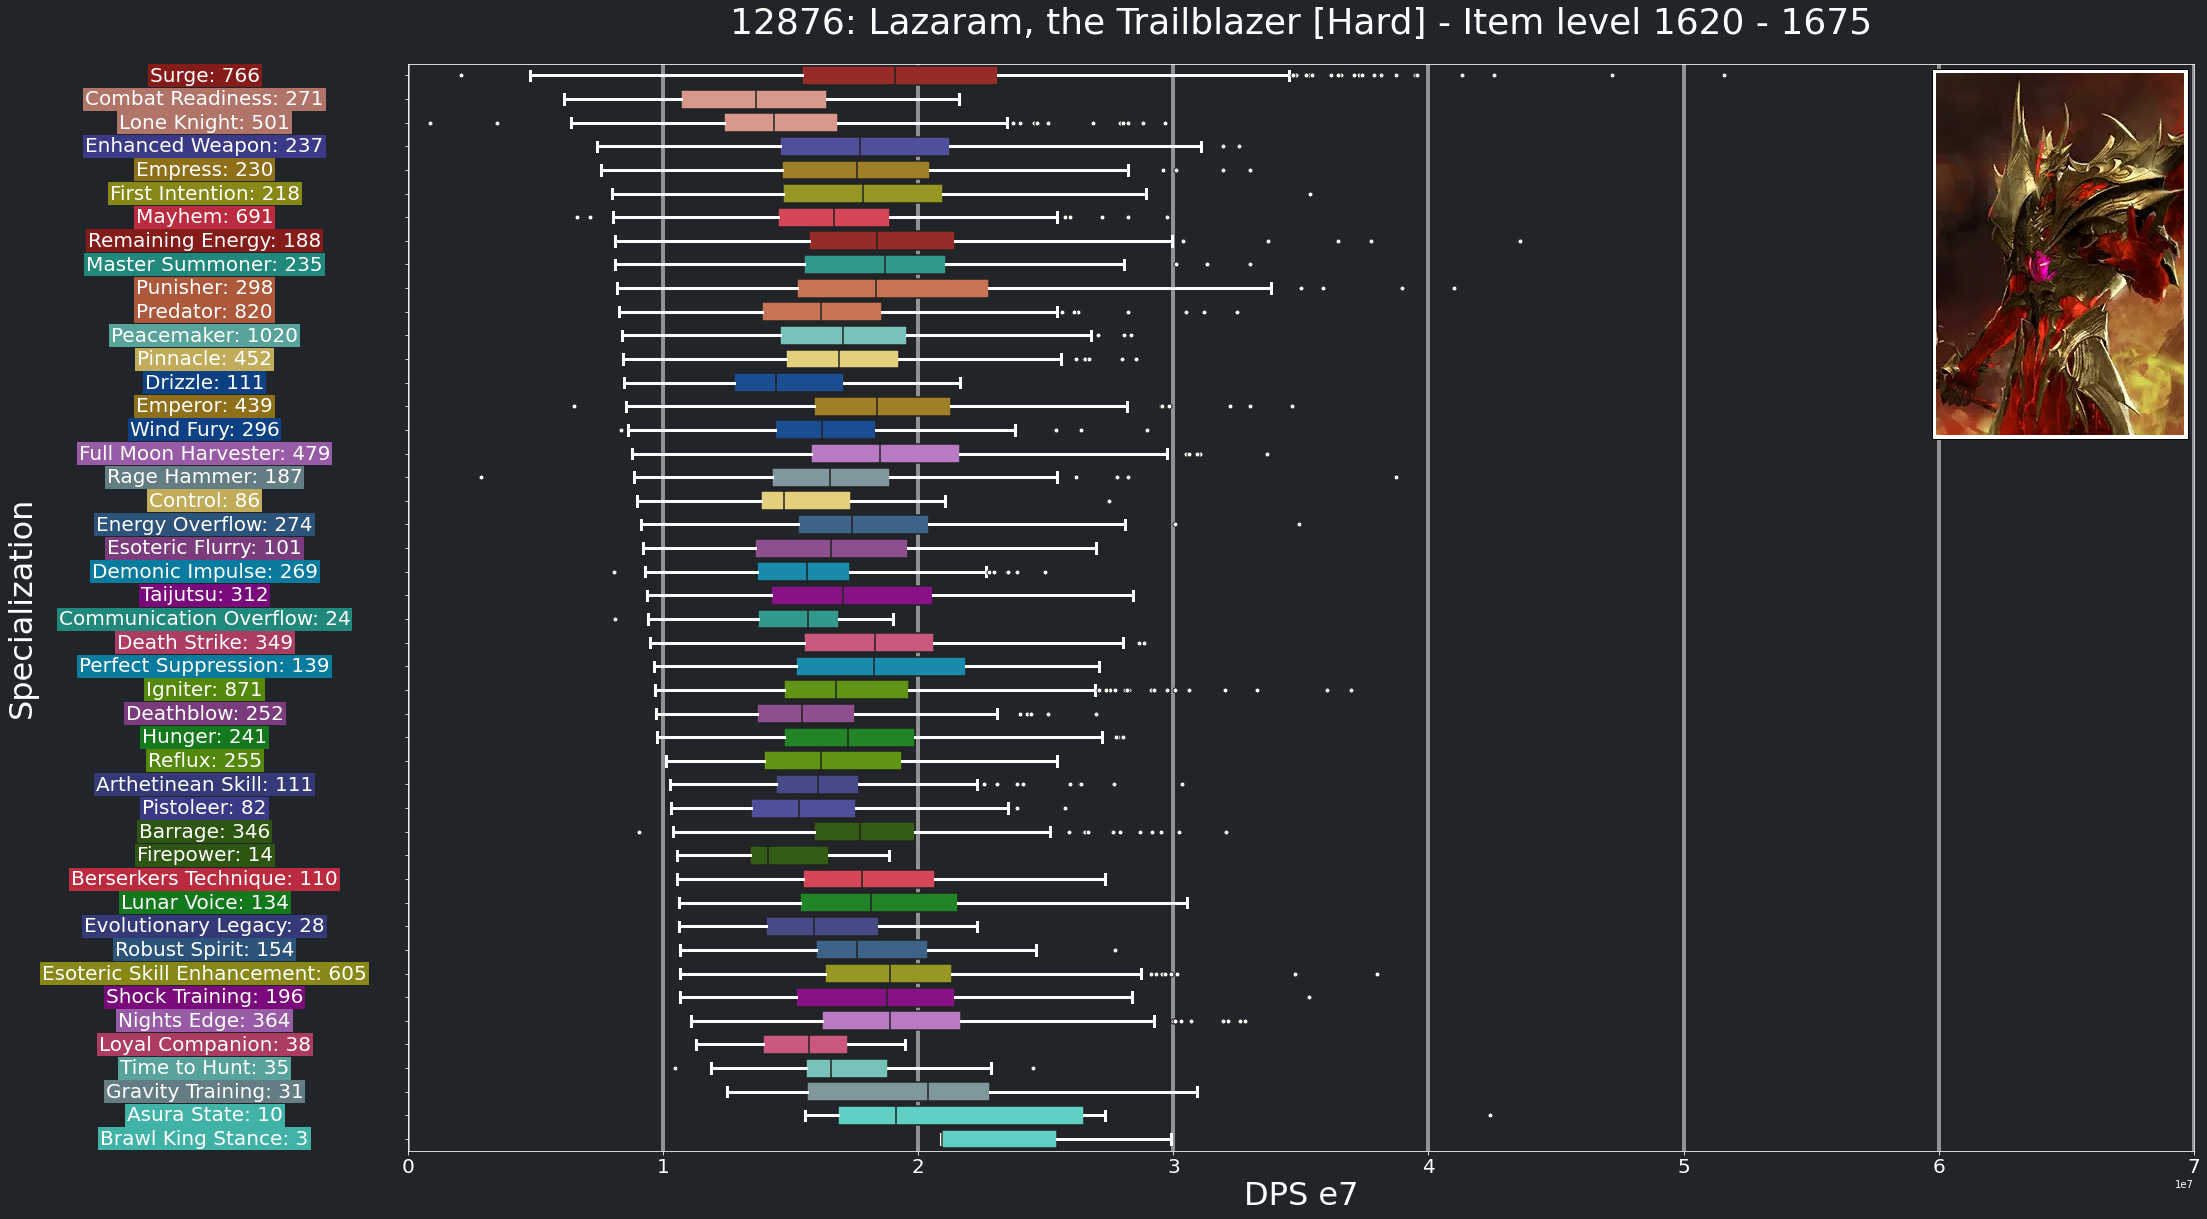 12876: Lazaram, the Trailblazer [Hard] - Item level 1620 - 1675
Specialization
Surge: 766
Combat Readiness: 271
Lone Knight: 501
Enhanced Weapon: 237
Empress: 230
First Intention: 218
Mayhem: 691
Remaining Energy: 188
Master Summoner: 235
Punisher: 298
Predator: 820
Peacemaker: 1020
Pinnacle: 452
Drizzle: 111
Emperor: 439
Wind Fury: 296
Full Moon Harvester: 479
Rage Hammer: 187
Control: 86
Energy Overflow: 274
Esoteric Flurry: 101
Demonic Impulse: 269
Taijutsu: 312
Communication Overflow: 24
Death Strike: 349
Perfect Suppression: 139
Igniter: 871
Deathblow: 252
Hunger: 241
Reflux: 255
Arthetinean Skill: 111
Pistoleer: 82
Barrage: 346
Firepower: 14
Berserkers Technique: 110
Lunar Voice: 134
Evolutionary Legacy: 28
Robust Spirit: 154
Esoteric Skill Enhancement: 605
Shock Training: 196
Nights Edge: 364
Loyal Companion: 38
Time to Hunt: 35
Gravity Training: 31
Asura State: 10
Brawl King Stance: 3
0 1 2 3 4 5 6 7
1e7
DPS e7